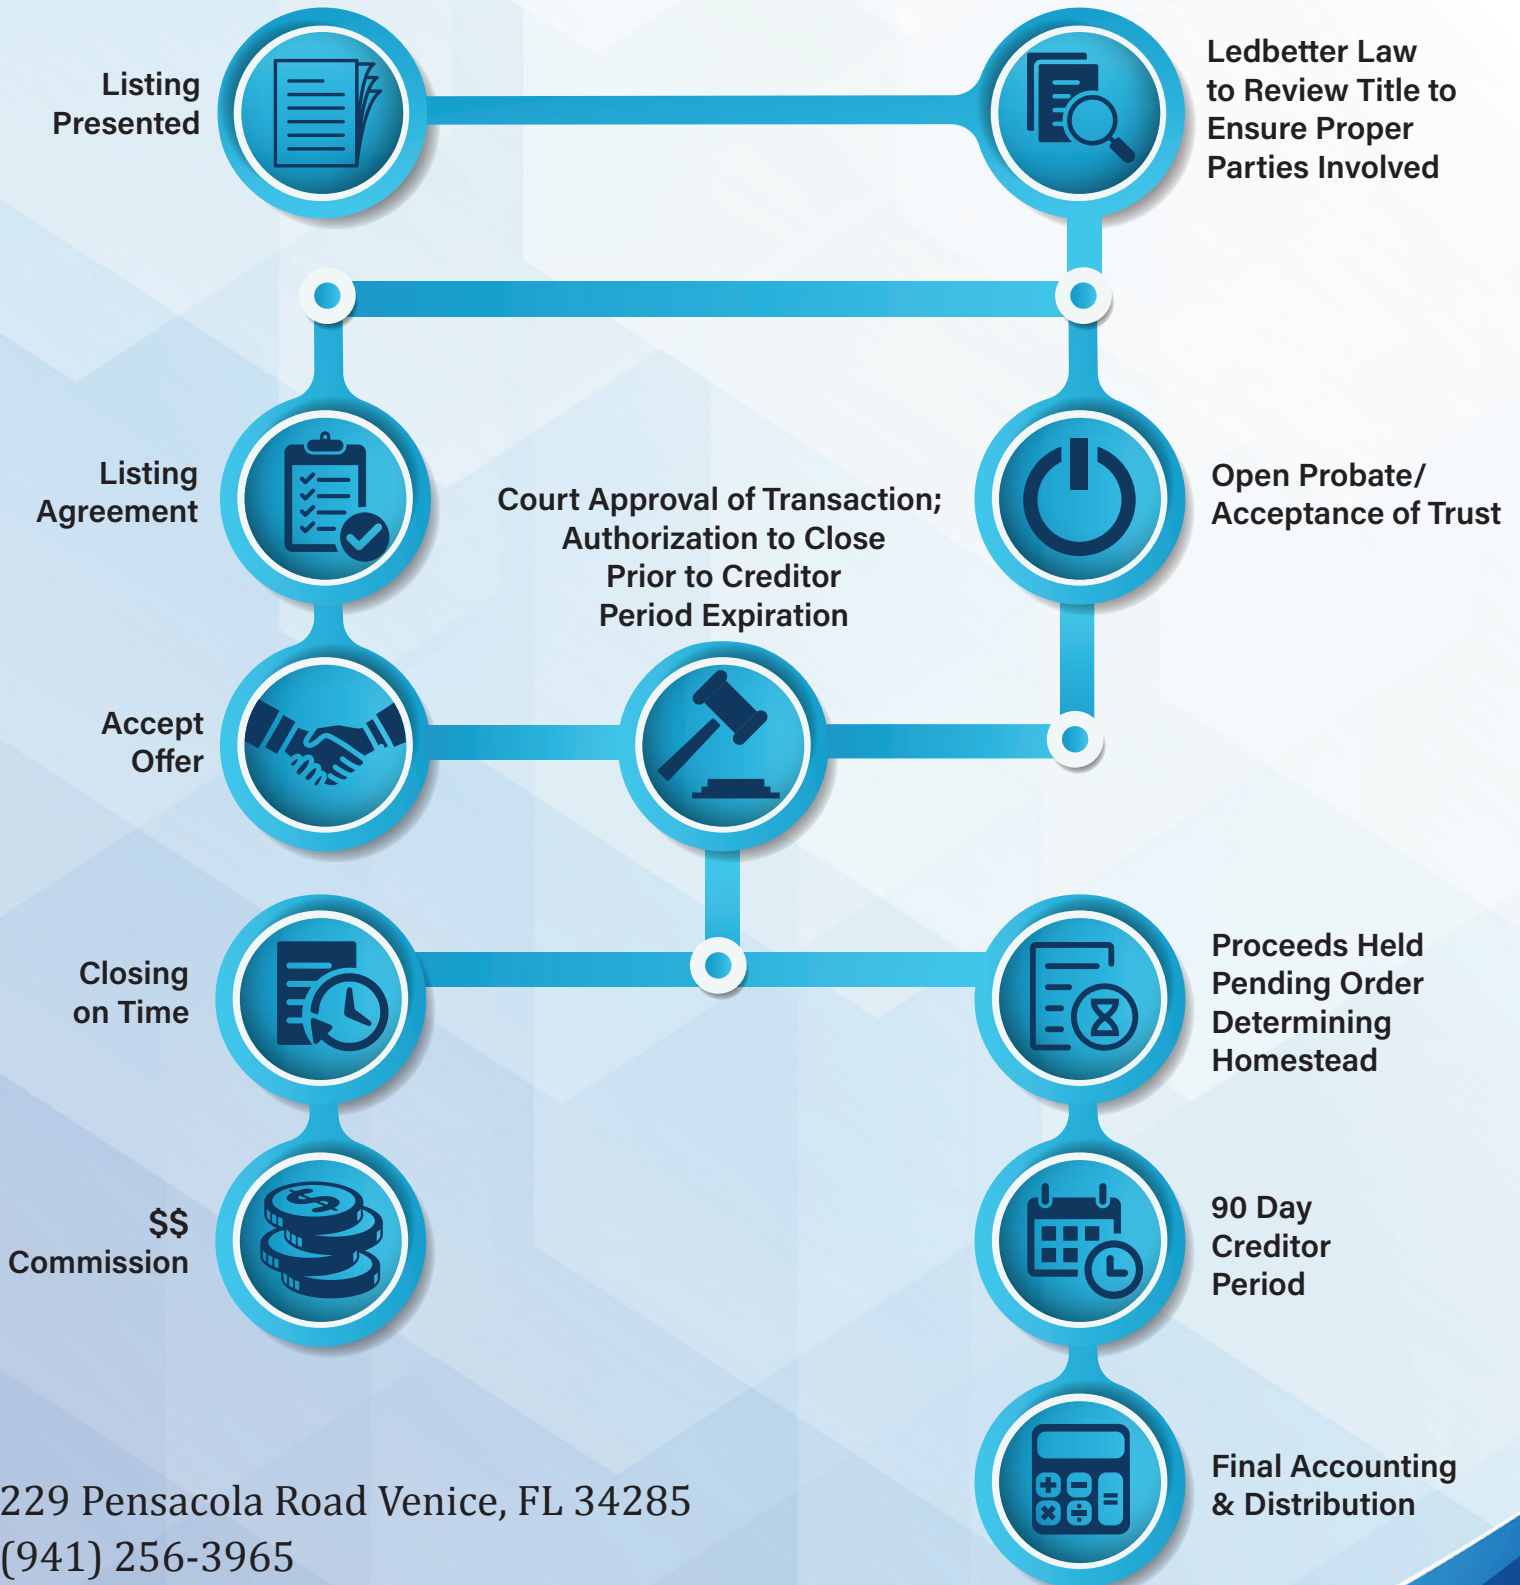 Listing
Presented
Ledbetter Law
to Review Title to
Ensure Proper
Parties Involved
Listing
Agreement
Court Approval of Transaction;
Authorization to Close
Prior to Creditor
Period Expiration
Open Probate/
Acceptance of Trust
Accept
Offer
Closing
on Time
Proceeds Held
Pending Order
Determining
Homestead
$$
Commission
90 Day
Creditor
Period
Final Accounting
& Distribution
229 Pensacola Road Venice, FL 34285
(941) 256-3965